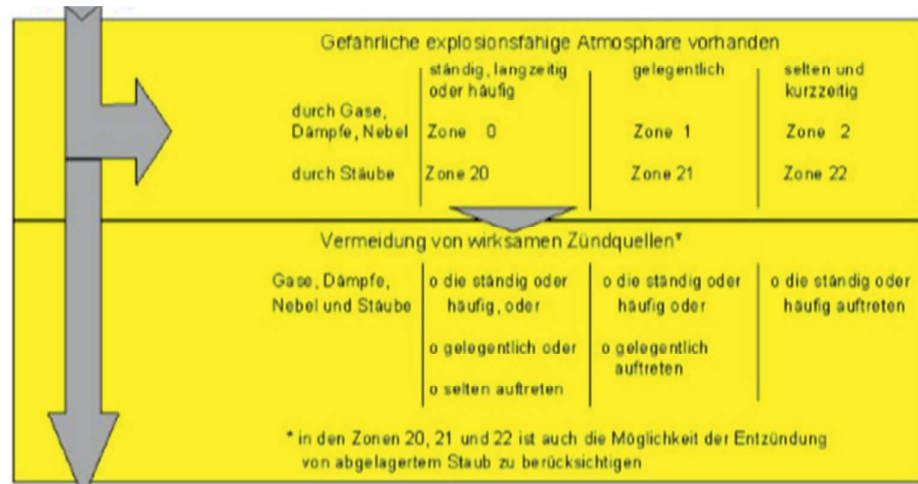 Gefährliche explosionsfähige Atmosphäre vorhanden
ständig, langzeitig gelegentlich selten und
oder häufig kurzzeitig
durch Gase,
Dämpfe, Nebel Zone 0 Zone 1 Zone 2
durch Stäube Zone 20 Zone 21 Zone 22
Vermeidung von wirksamen Zündquellen*
Gase, Dämpfe, o die ständig oder o die ständig oder o die ständig oder
Nebel und Stäube häufig, oder häufig oder häufig auftreten
o gelegentlich oder o gelegentlich
auftreten
o selten auftreten
* in den Zonen 20, 21 und 22 ist auch die Möglichkeit der Entzündung
von abgelagertem Staub zu berücksichtigen